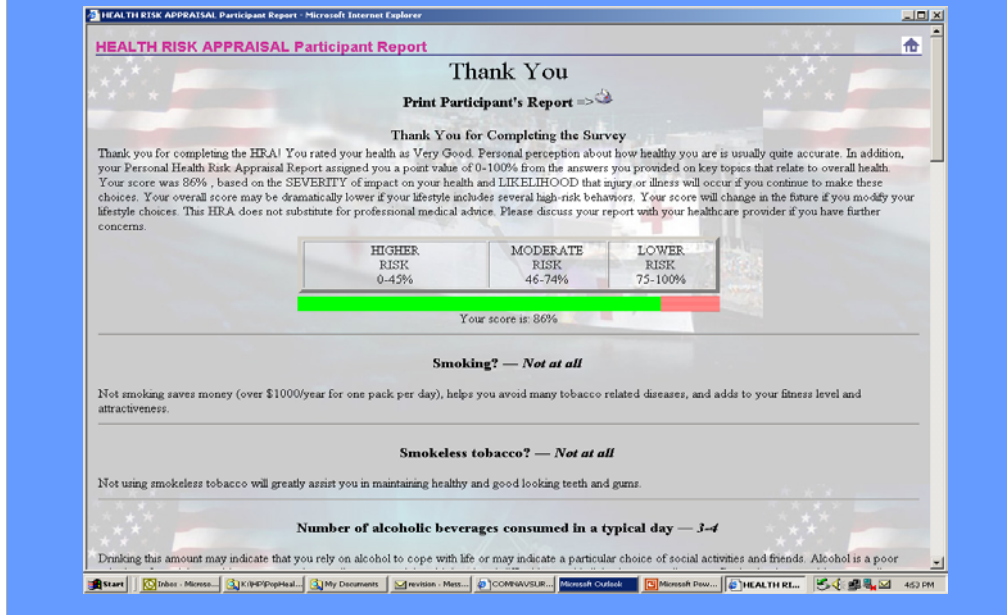 HEALTH RISK APPRAISAL Participant Report - Microsoft Internet Explorer
HEALTH RISK APPRAISAL Participant Report
Thank You
Print Participant's Report =>
Thank You for Completing the Survey
Thank you for completing the HRA! You rated your health as Very Good. Personal perception about how healthy you are is usually quite accurate. In addition,
your Personal Health Risk Appraisal Report assigned you a point value of 0-100% from the answers you provided on key topics that relate to overall health.
Your score was 86% , based on the SEVERITY of impact on your health and LIKELIHOOD that injury or illness will occur if you continue to make these
choices. Your overall score may be dramatically lower if your lifestyle includes several high-risk behaviors. Your score will change in the future if you modify your
lifestyle choices. This HRA does not substitute for professional medical advice. Please discuss your report with your healthcare provider if you have further
concerns.
HIGHER MODERATE LOWER
RISK RISK RISK
0-45% 46-74% 75-100%
Your score is: 86%
Smoking? — Not at all
Not smoking saves money (over $1000/year for one pack per day), helps you avoid many tobacco related diseases, and adds to your fitness level and
attractiveness.
Smokeless tobacco? — Not at all
Not using smokeless tobacco will greatly assist you in maintaining healthy and good looking teeth and gums.
Number of alcoholic beverages consumed in a typical day — 3-4
Drinking this amount may indicate that you rely on alcohol to cope with life or may indicate a particular choice of social activities and friends. Alcohol is a poor
Start Inbox - Microso... K:\HP\PopHeal... My Documents revision - Mess... COMNAVSUR... Microsoft Outlook Microsoft Pow... HEALTH RI... 4:53 PM